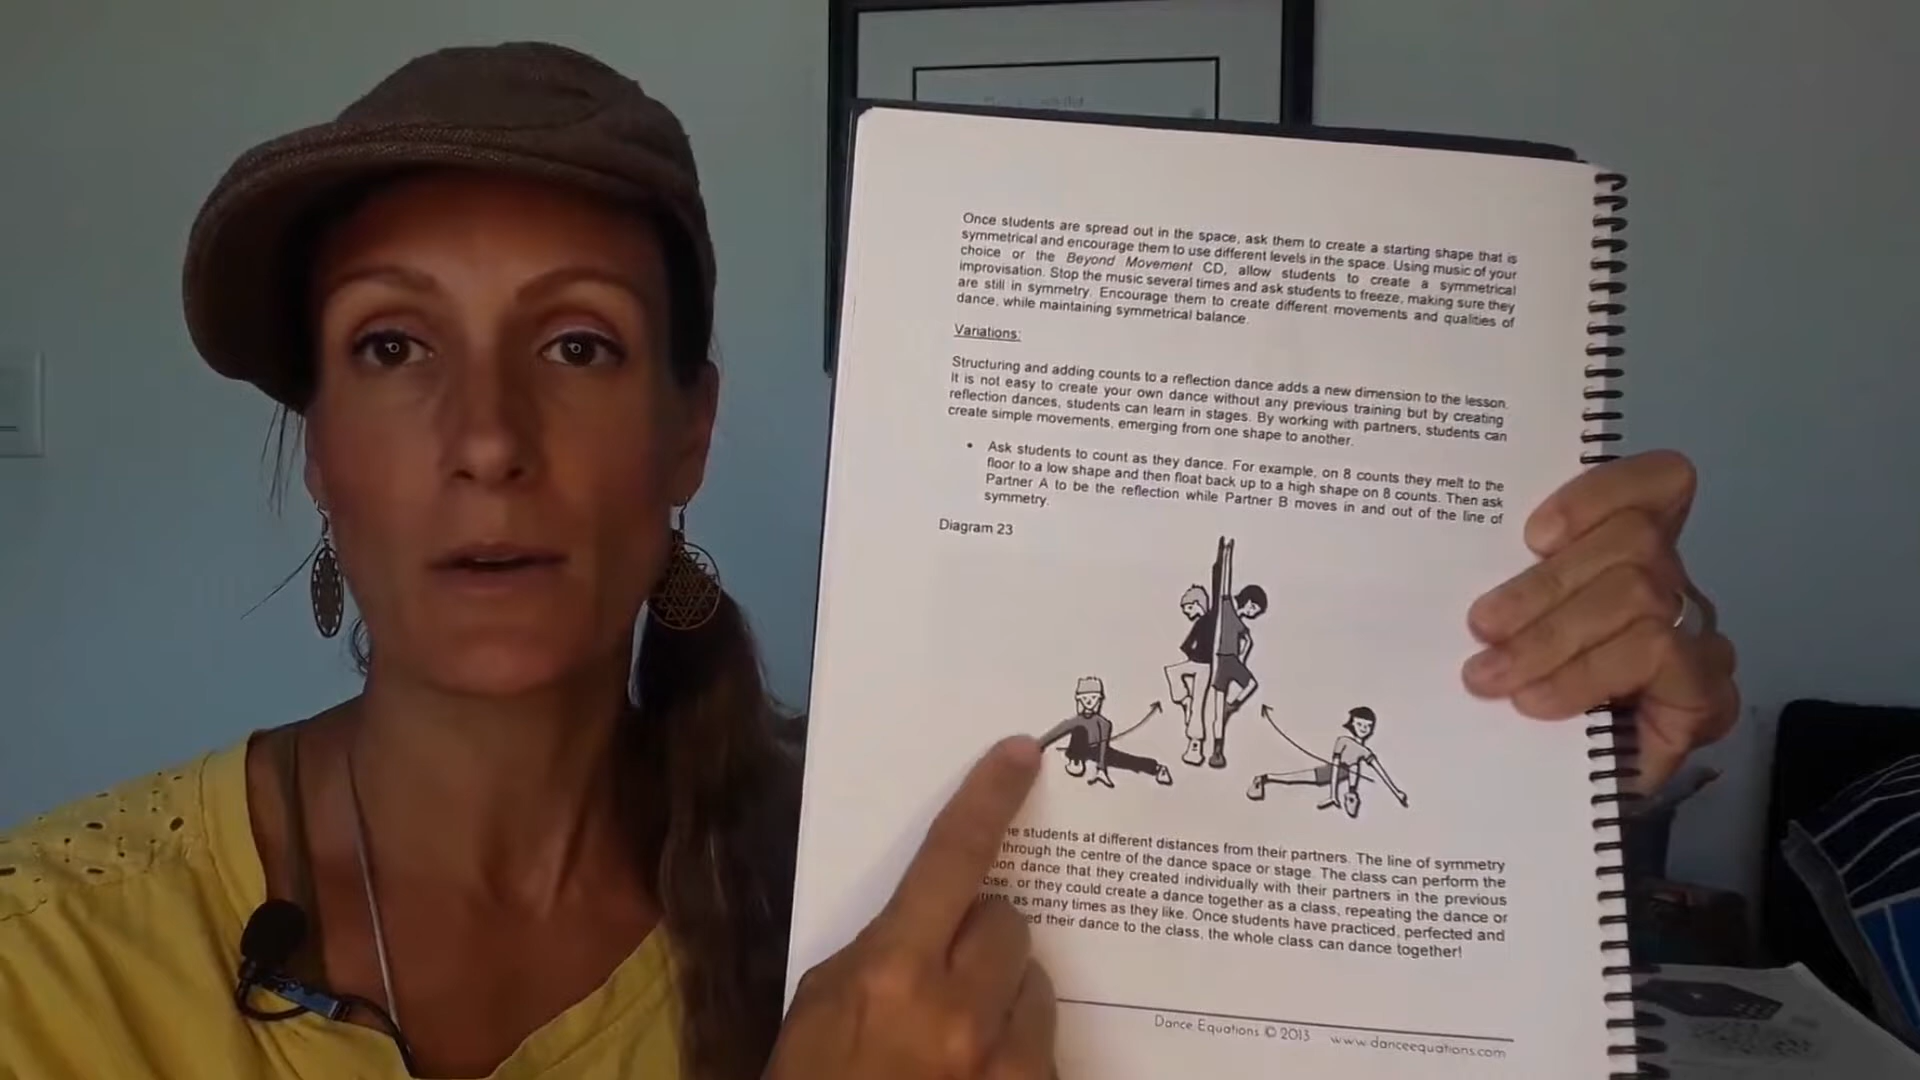 Once students are spread out in the space, ask them to create a starting shape that is
symmetrical and encourage them to use different levels in the space. Using music of your
choice or the Beyond Movement CD, allow students to create a symmetrical
improvisation. Stop the music several times and ask students to freeze, making sure they
are still in symmetry. Encourage them to create different movements and qualities of
dance, while maintaining symmetrical balance.
Variations:
Structuring and adding counts to a reflection dance adds a new dimension to the lesson.
It is not easy to create your own dance without any previous training but by creating
reflection dances, students can learn in stages. By working with partners, students can
create simple movements, emerging from one shape to another.
• Ask students to count as they dance. For example, on 8 counts they melt to the
floor to a low shape and then float back up to a high shape on 8 counts. Then ask
Partner A to be the reflection while Partner B moves in and out of the line of
symmetry.
Diagram 23
students at different distances from their partners. The line of symmetry
through the centre of the dance space or stage. The class can perform the
dance that they created individually with their partners in the previous
or they could create a dance together as a class, repeating the dance or
as many times as they like. Once students have practiced, perfected and
their dance to the class, the whole class can dance together!
Dance Equations © 2013 www.danceequations.com